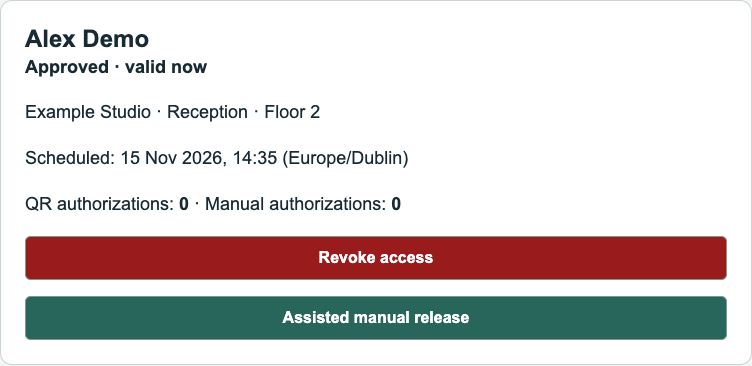 Alex Demo
Approved · valid now
Example Studio · Reception · Floor 2
Scheduled: 15 Nov 2026, 14:35 (Europe/Dublin)
QR authorizations: 0 · Manual authorizations: 0
Revoke access
Assisted manual release